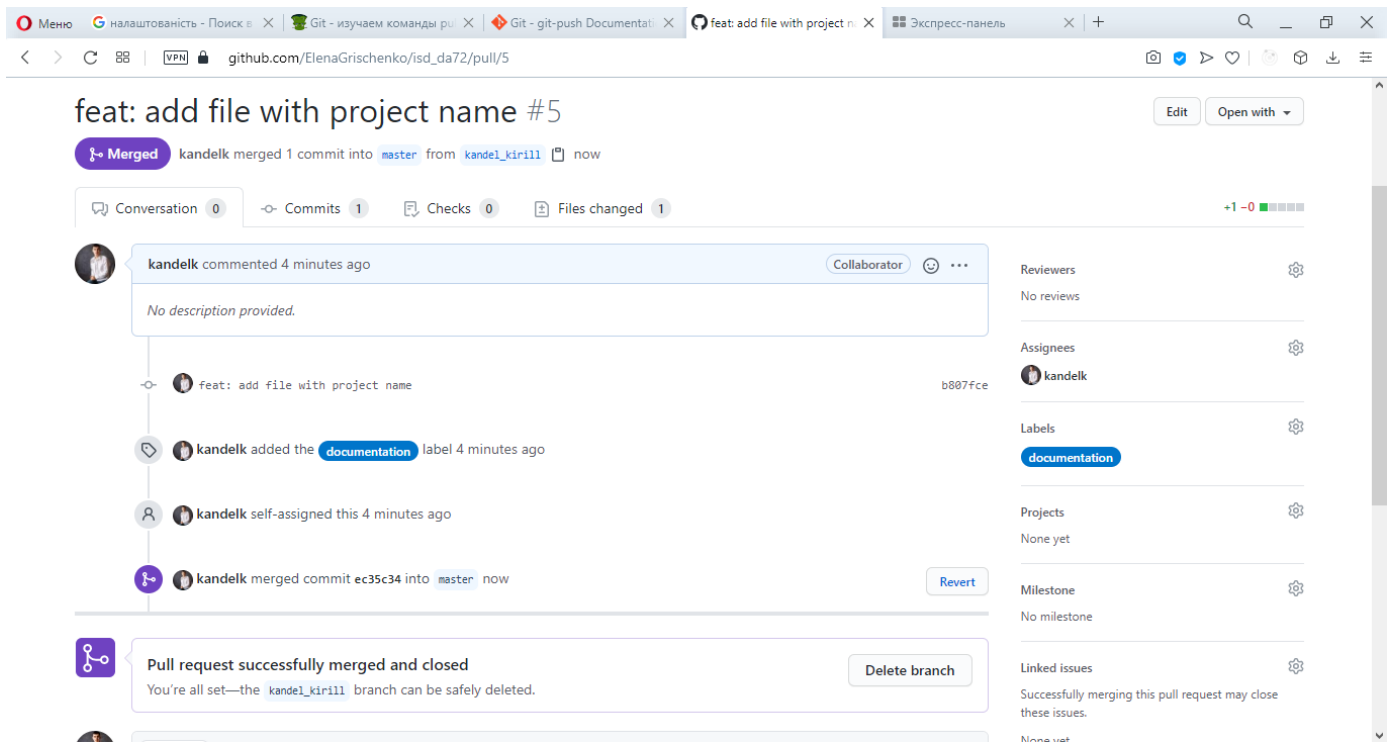 Меню
налаштованість - Поиск в
Git - изучаем команды pu
Git - git-push Documentati
feat: add file with project n
Экспресс-панель
VPN
github.com/ElenaGrischenko/isd_da72/pull/5
feat: add file with project name #5
Edit
Open with
Merged
kandelk merged 1 commit into master from kandel_kirill now
Conversation 0
Commits 1
Checks 0
Files changed 1
+1 −0
kandelk commented 4 minutes ago
Collaborator
No description provided.
feat: add file with project name
b807fce
kandelk added the documentation label 4 minutes ago
kandelk self-assigned this 4 minutes ago
kandelk merged commit ec35c34 into master now
Revert
Pull request successfully merged and closed
You're all set—the kandel_kirill branch can be safely deleted.
Delete branch
Reviewers
No reviews
Assignees
kandelk
Labels
documentation
Projects
None yet
Milestone
No milestone
Linked issues
Successfully merging this pull request may close
these issues.
None yet